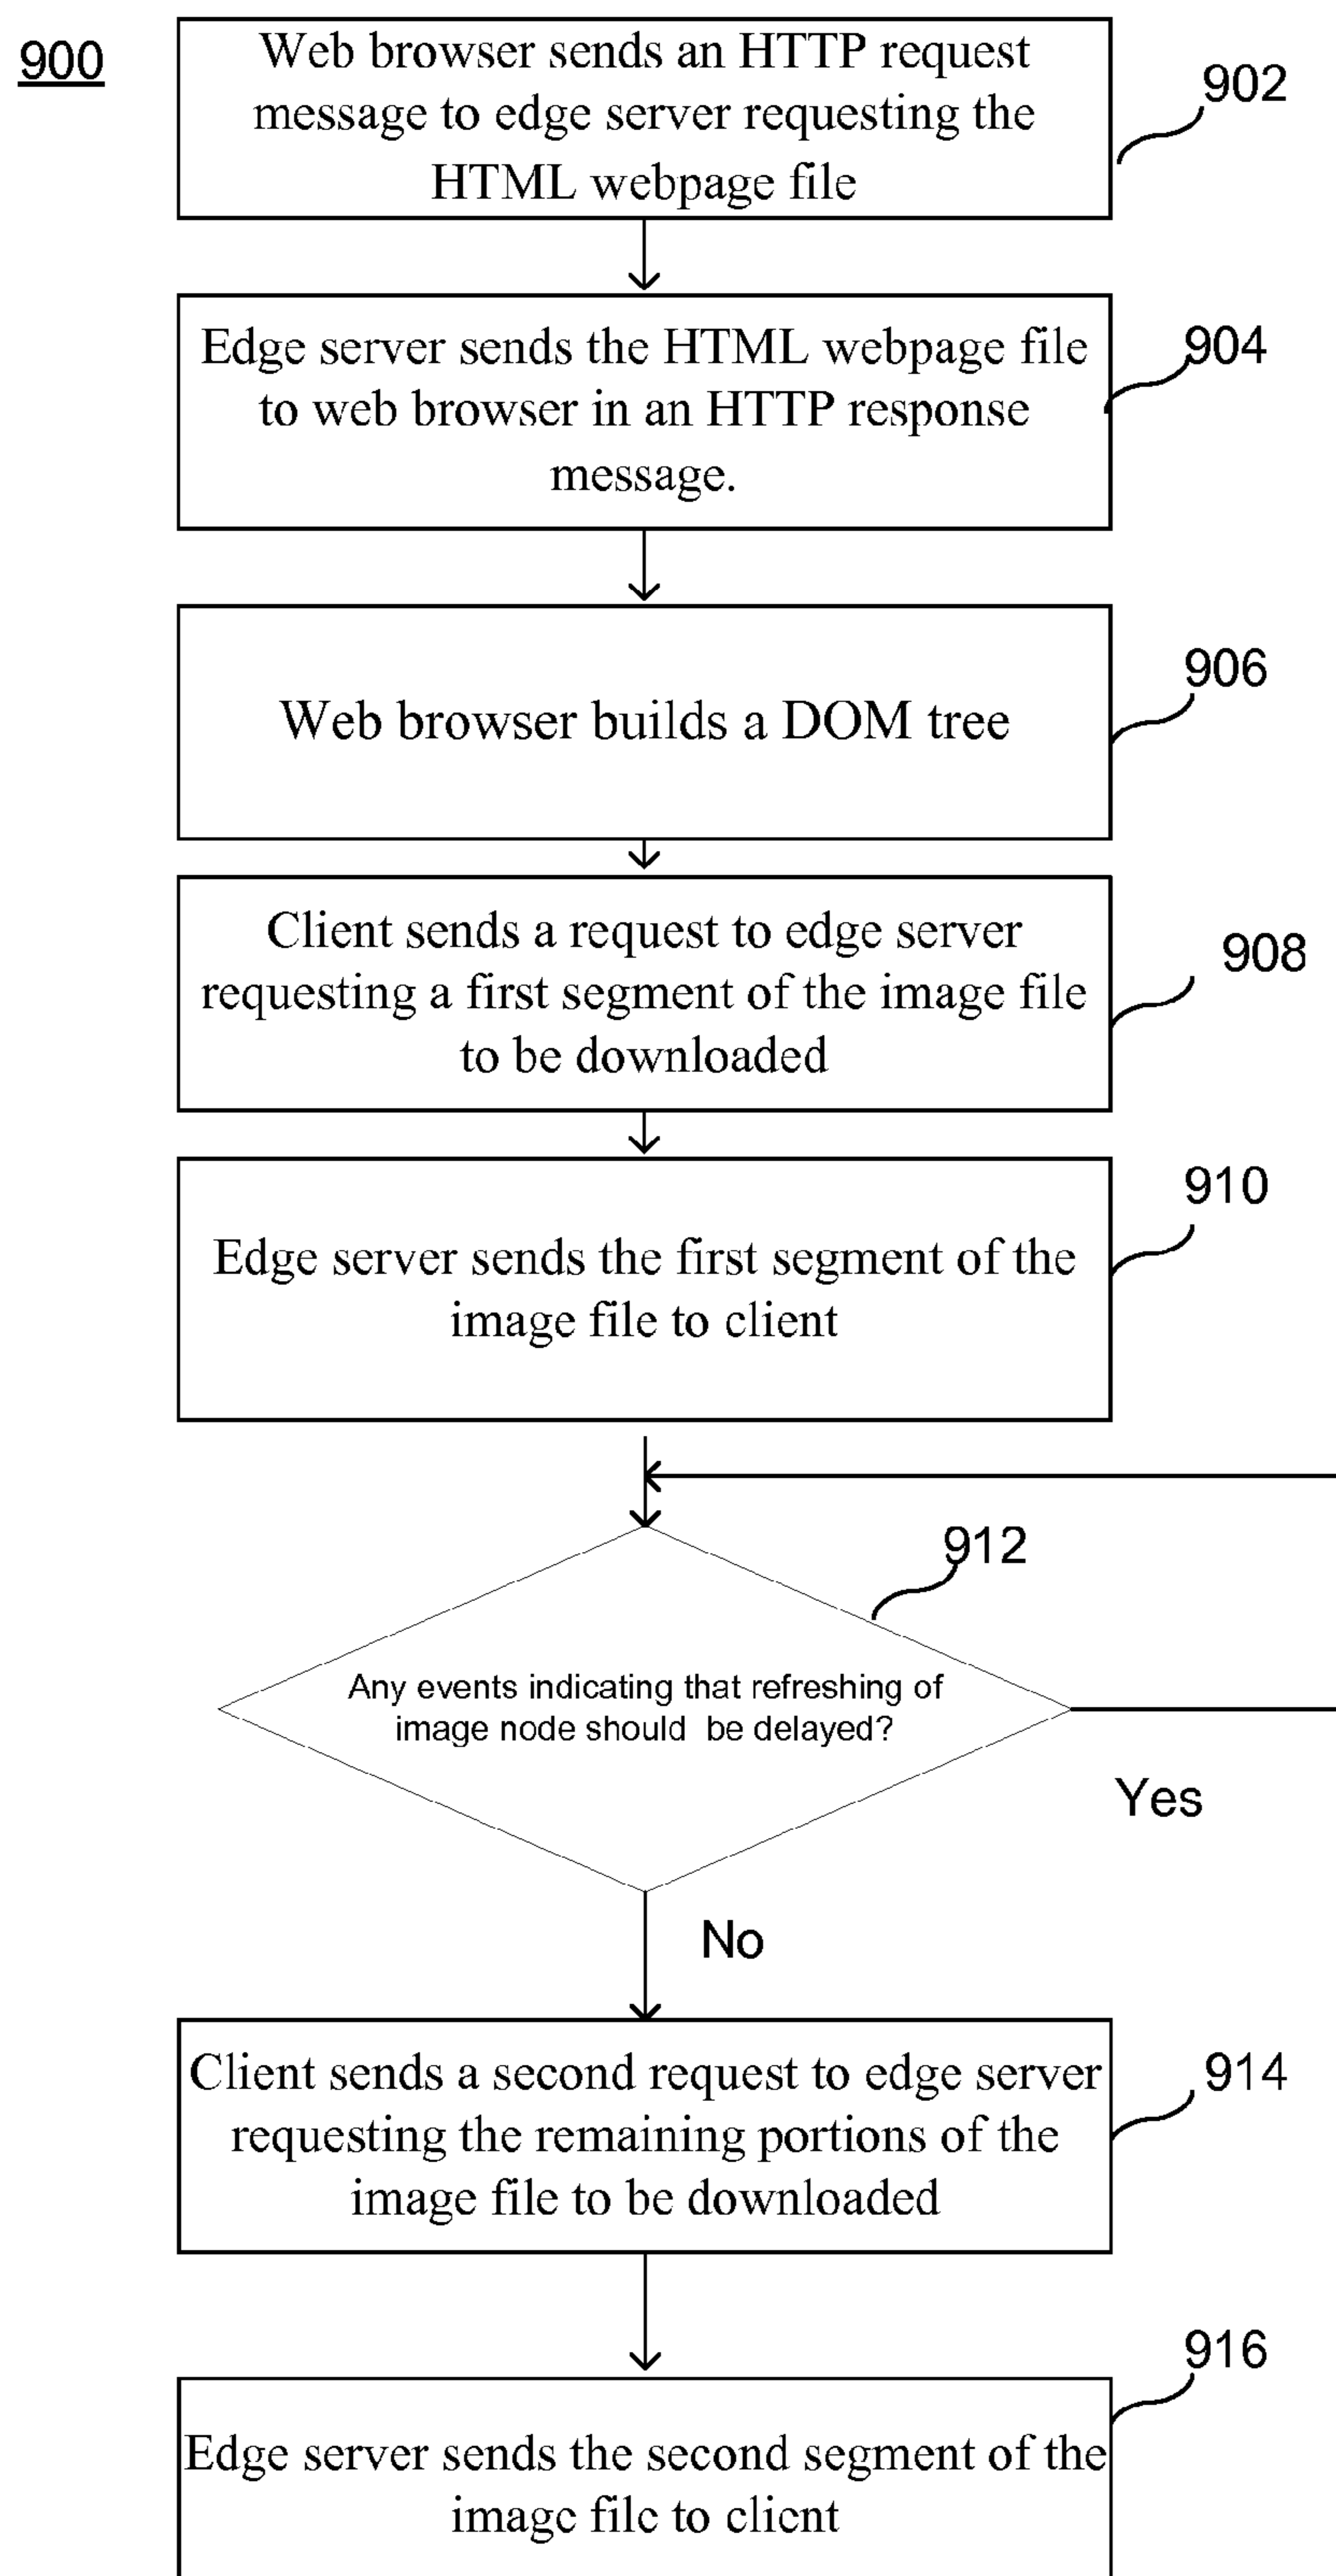 900
Web browser sends an HTTP request
message to edge server requesting the
HTML webpage file
902
Edge server sends the HTML webpage file
to web browser in an HTTP response
message.
904
Web browser builds a DOM tree
906
Client sends a request to edge server
requesting a first segment of the image file
to be downloaded
908
Edge server sends the first segment of the
image file to client
910
912
Any events indicating that refreshing of
image node should be delayed?
Yes
No
Client sends a second request to edge server
requesting the remaining portions of the
image file to be downloaded
914
Edge server sends the second segment of the
image file to client
916